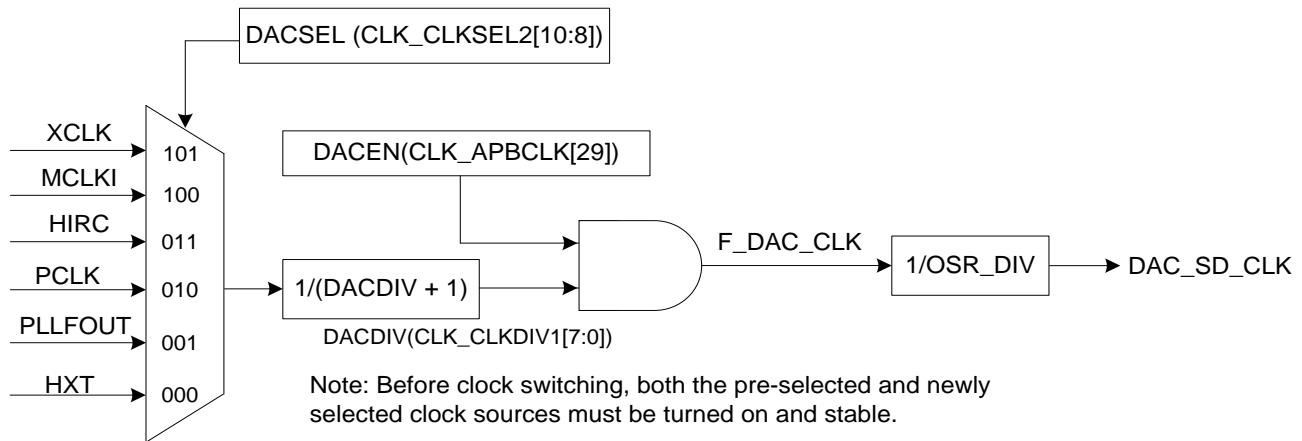 DACSEL (CLK_CLKSEL2[10:8])
XCLK
101
DACEN(CLK_APBCLK[29])
MCLKI
100
HIRC
011
F_DAC_CLK
PCLK
010
1/(DACDIV + 1)
1/OSR_DIV
DAC_SD_CLK
PLLFOUT
001
DACDIV(CLK_CLKDIV1[7:0])
HXT
000
Note: Before clock switching, both the pre-selected and newly
selected clock sources must be turned on and stable.